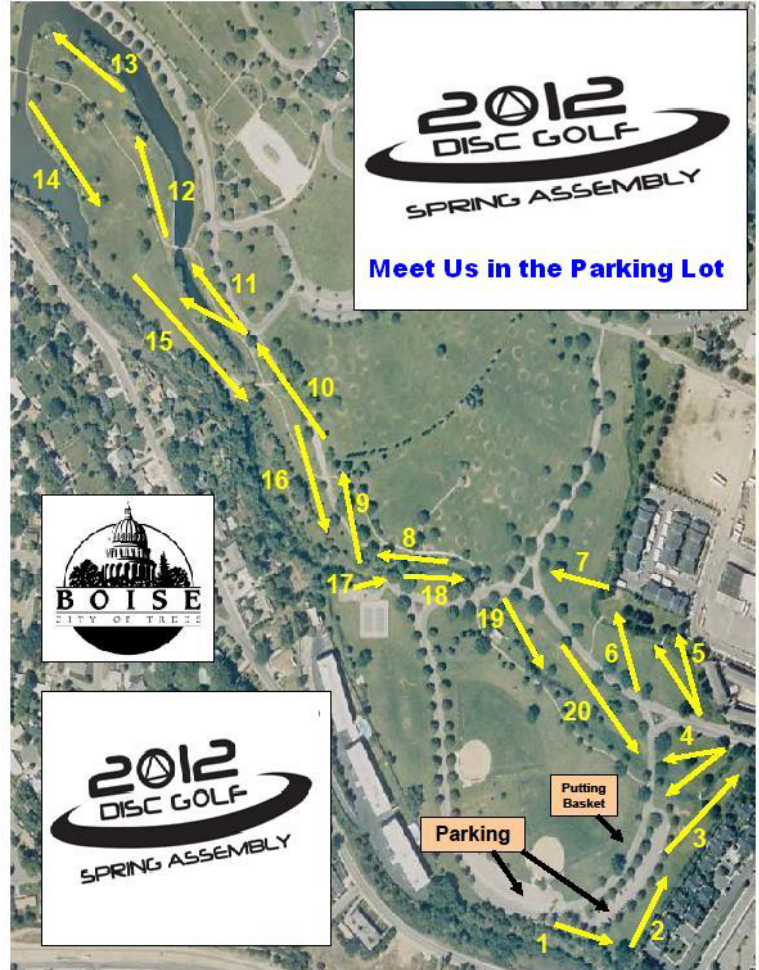 2012
DISC GOLF
SPRING ASSEMBLY
Meet Us in the Parking Lot
13
14
12
11
15
10
16
9
8
7
17
18
19
6
5
20
4
BOISE
CITY OF TREES
2012
DISC GOLF
SPRING ASSEMBLY
Putting
Basket
Parking
3
1
2